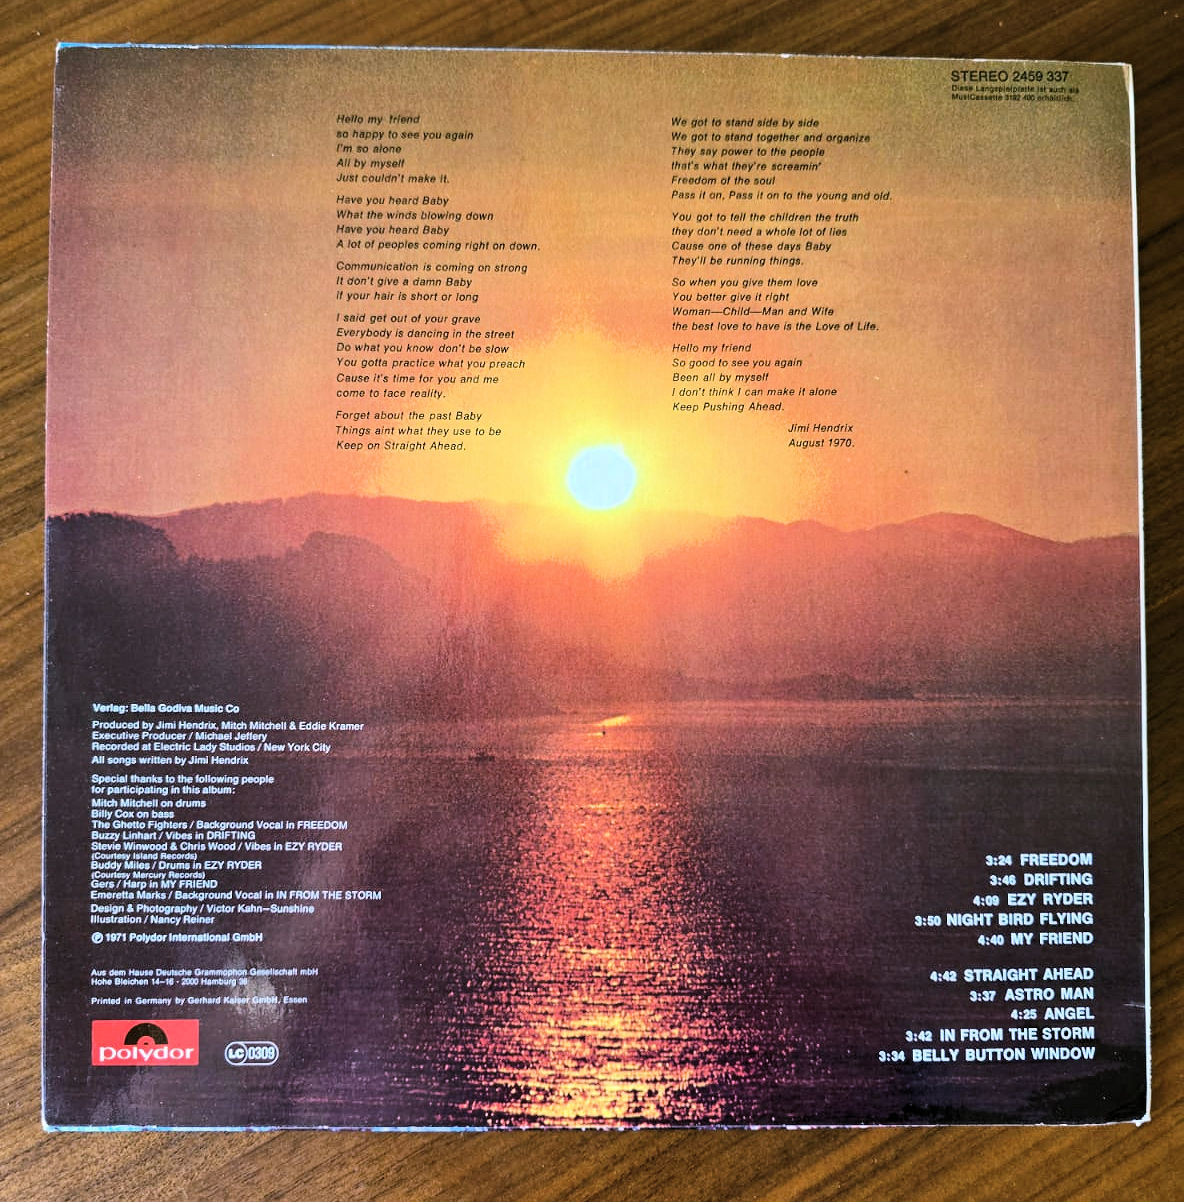 STEREO 2459 337
Diese Langspielplatte ist auch als
MusiCassette 3192 400 erhältlich.
Hello my friend
so happy to see you again
I'm so alone
All by myself
Just couldn't make it.
Have you heard Baby
What the winds blowing down
Have you heard Baby
A lot of peoples coming right on down.
Communication is coming on strong
It don't give a damn Baby
If your hair is short or long
I said get out of your grave
Everybody is dancing in the street
Do what you know don't be slow
You gotta practice what you preach
Cause it's time for you and me
come to face reality.
Forget about the past Baby
Things aint what they use to be
Keep on Straight Ahead.
We got to stand side by side
We got to stand together and organize
They say power to the people
that's what they're screamin'
Freedom of the soul
Pass it on, Pass it on to the young and old.
You got to tell the children the truth
they don't need a whole lot of lies
Cause one of these days Baby
They'll be running things.
So when you give them love
You better give it right
Woman—Child—Man and Wife
the best love to have is the Love of Life.
Hello my friend
So good to see you again
Been all by myself
I don't think I can make it alone
Keep Pushing Ahead.
Jimi Hendrix
August 1970.
Verlag: Bella Godiva Music Co
Produced by Jimi Hendrix, Mitch Mitchell & Eddie Kramer
Executive Producer / Michael Jeffery
Recorded at Electric Lady Studios / New York City
All songs written by Jimi Hendrix
Special thanks to the following people
for participating in this album:
Mitch Mitchell on drums
Billy Cox on bass
The Ghetto Fighters / Background Vocal in FREEDOM
Buzzy Linhart / Vibes in DRIFTING
Stevie Winwood & Chris Wood / Vibes in EZY RYDER
(Courtesy Island Records)
Buddy Miles / Drums in EZY RYDER
(Courtesy Mercury Records)
Gers / Harp in MY FRIEND
Emeretta Marks / Background Vocal in IN FROM THE STORM
Design & Photography / Victor Kahn—Sunshine
Illustration / Nancy Reiner
℗ 1971 Polydor International GmbH
Aus dem Hause Deutsche Grammophon Gesellschaft mbH
Hohe Bleichen 14–16 · 2000 Hamburg 36
Printed in Germany by Gerhard Kaiser GmbH, Essen
polydor
LC 0309
3:24 FREEDOM
3:46 DRIFTING
4:09 EZY RYDER
3:50 NIGHT BIRD FLYING
4:40 MY FRIEND
4:42 STRAIGHT AHEAD
3:37 ASTRO MAN
4:25 ANGEL
3:42 IN FROM THE STORM
3:34 BELLY BUTTON WINDOW